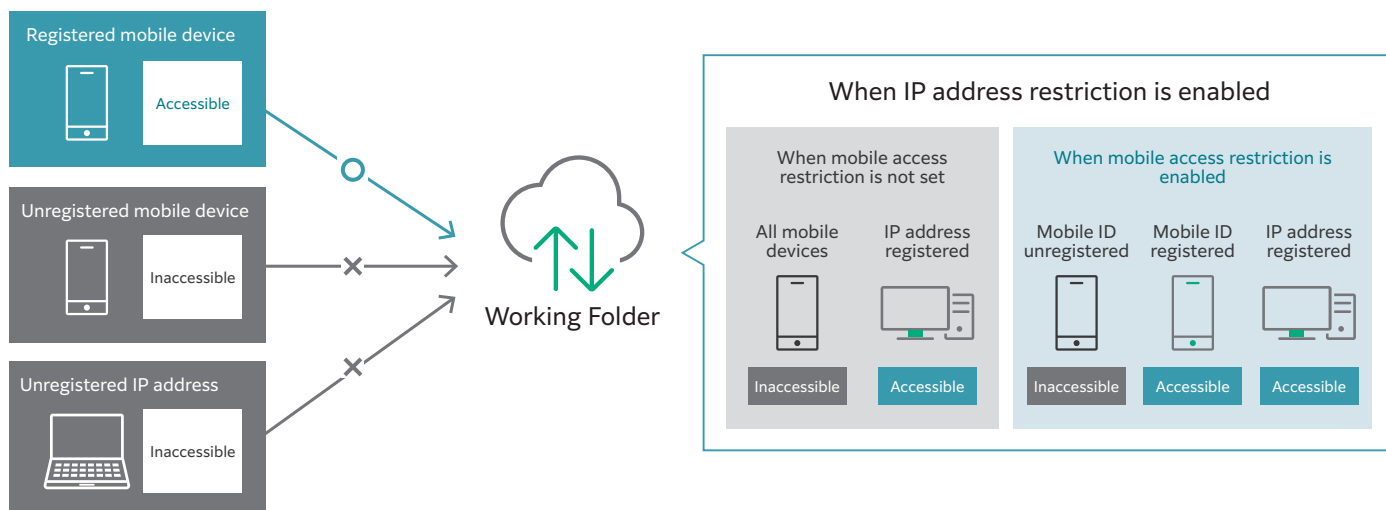 Registered mobile device
Accessible
Unregistered mobile device
Inaccessible
Unregistered IP address
Inaccessible
Working Folder
When IP address restriction is enabled
When mobile access
restriction is not set
All mobile
devices
Inaccessible
IP address
registered
Accessible
When mobile access restriction is
enabled
Mobile ID
unregistered
Inaccessible
Mobile ID
registered
Accessible
IP address
registered
Accessible